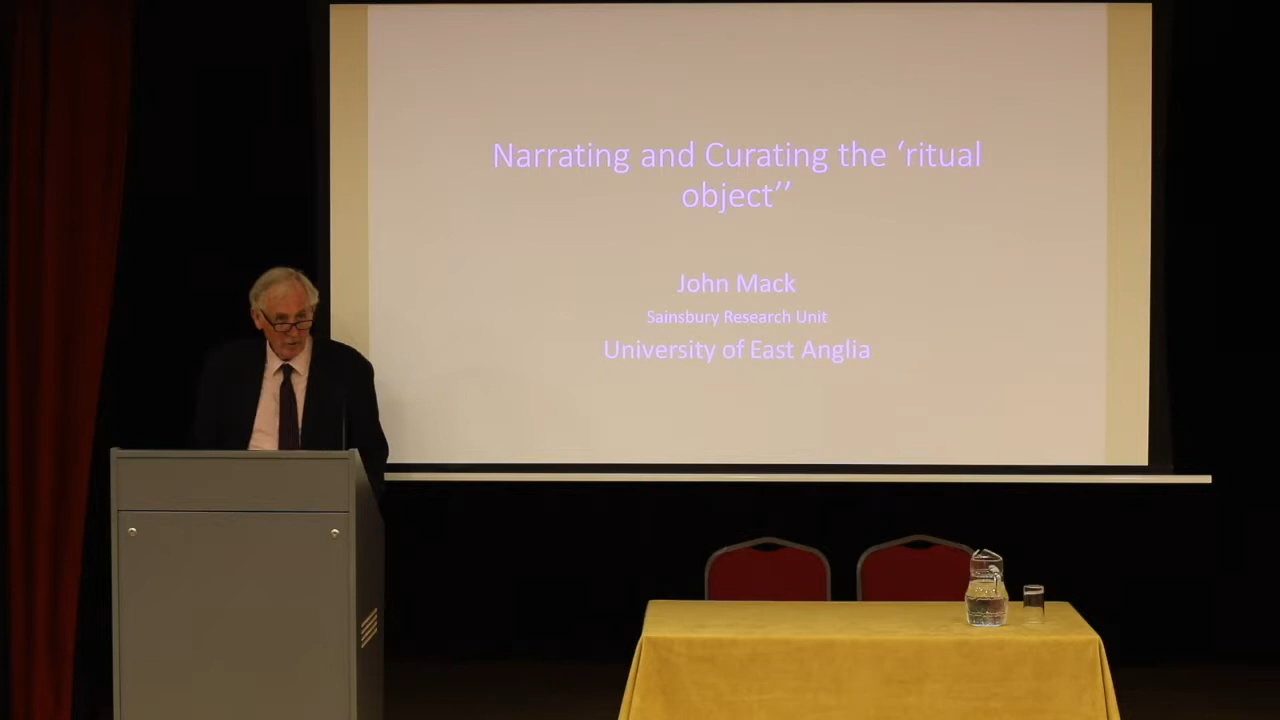 Narrating and Curating the ‘ritual
object’’
John Mack
Sainsbury Research Unit
University of East Anglia